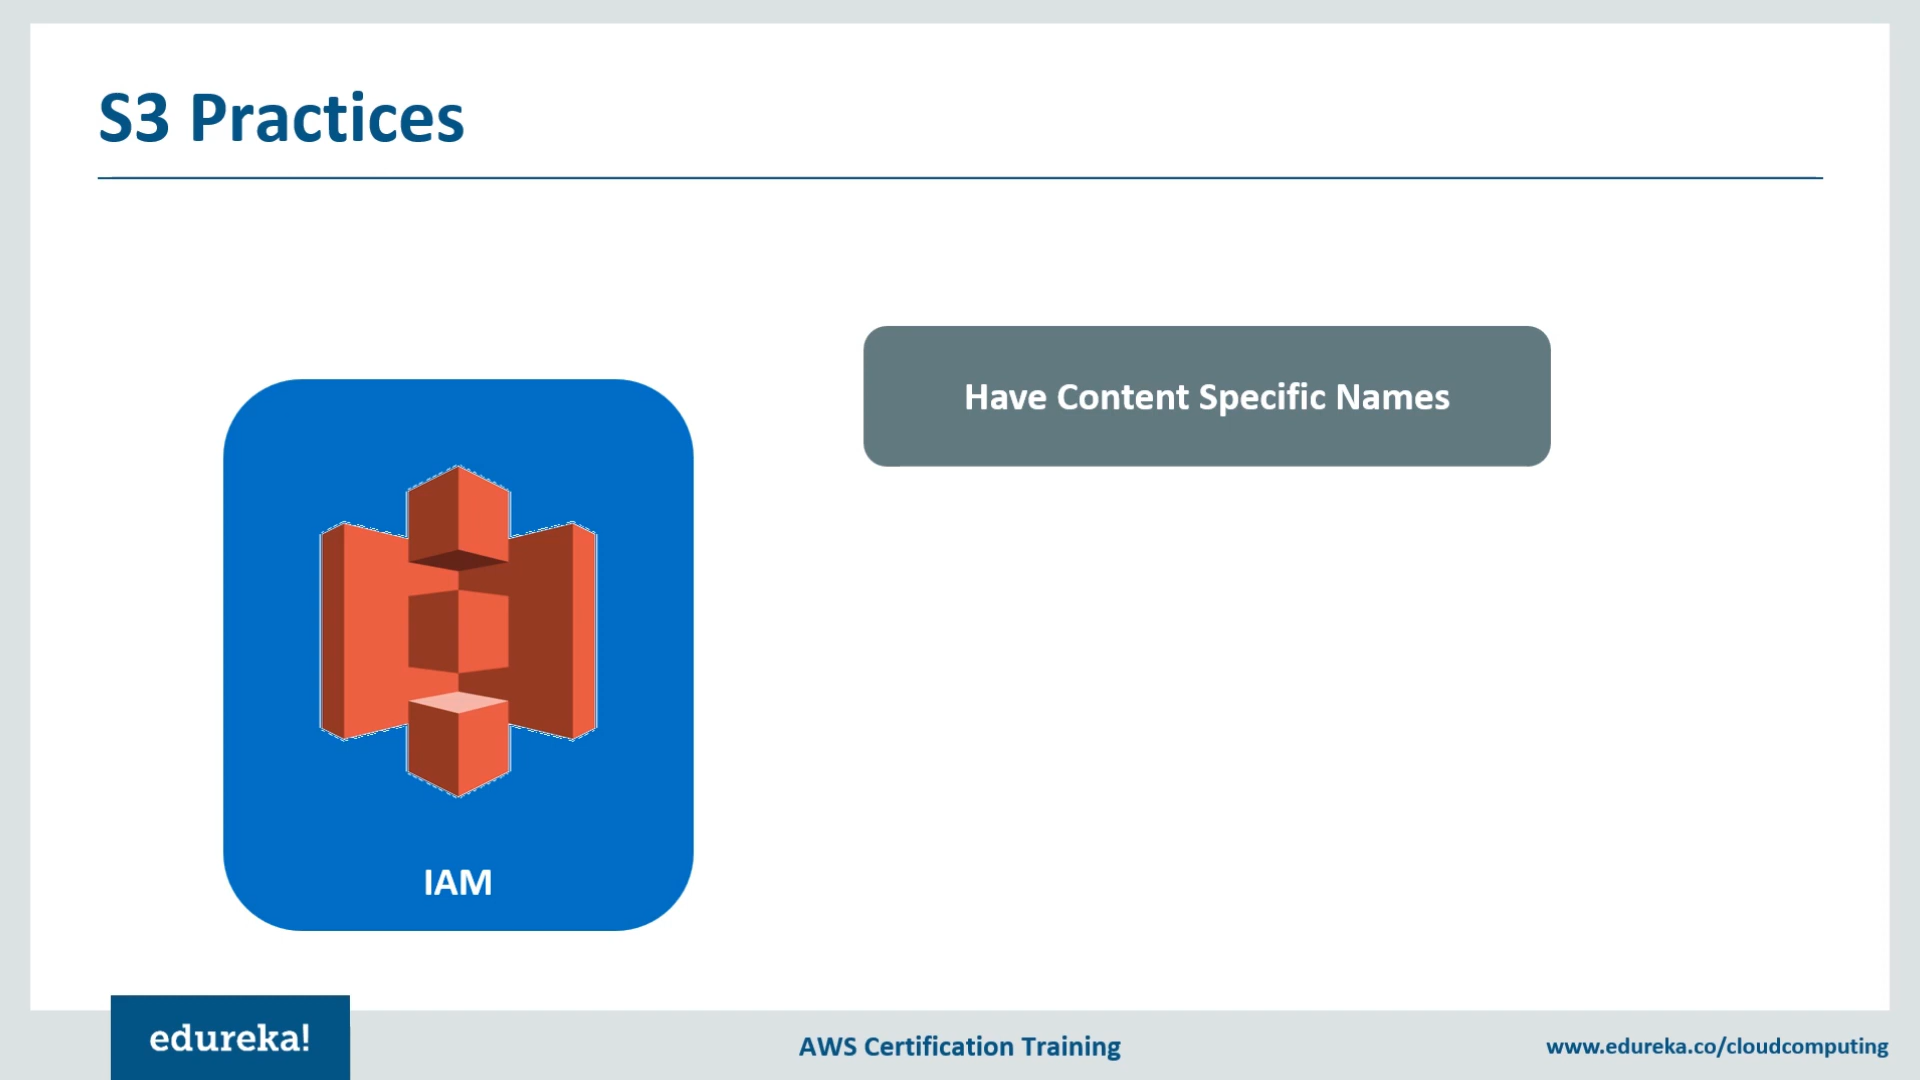 S3 Practices
Have Content Specific Names
IAM
edureka!
AWS Certification Training
www.edureka.co/cloudcomputing